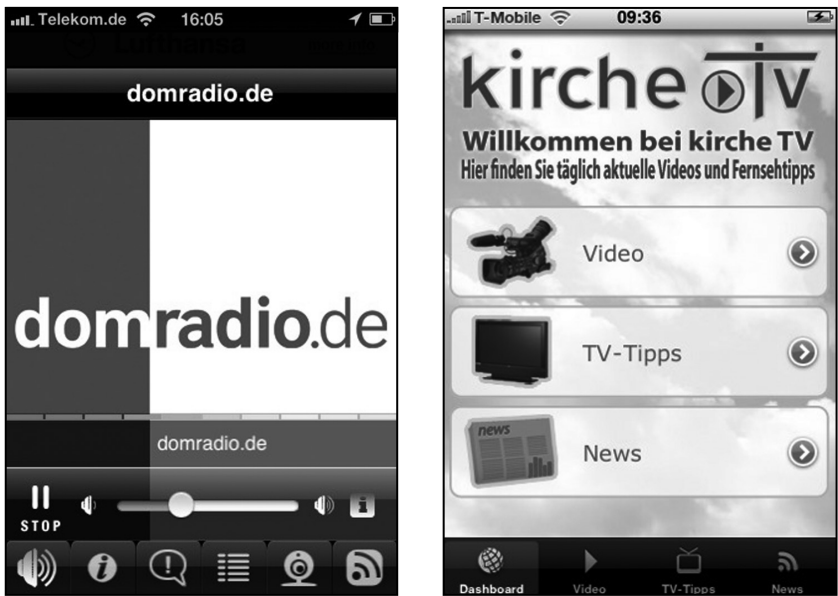 Telekom.de 16:05
Lufthansa
domradio.de
domradio.de
domradio.de
STOP
i
T-Mobile 09:36
kirche TV
Willkommen bei kirche TV
Hier finden Sie täglich aktuelle Videos und Fernsehtipps
Video
TV-Tipps
news
News
Dashboard Video TV-Tipps News